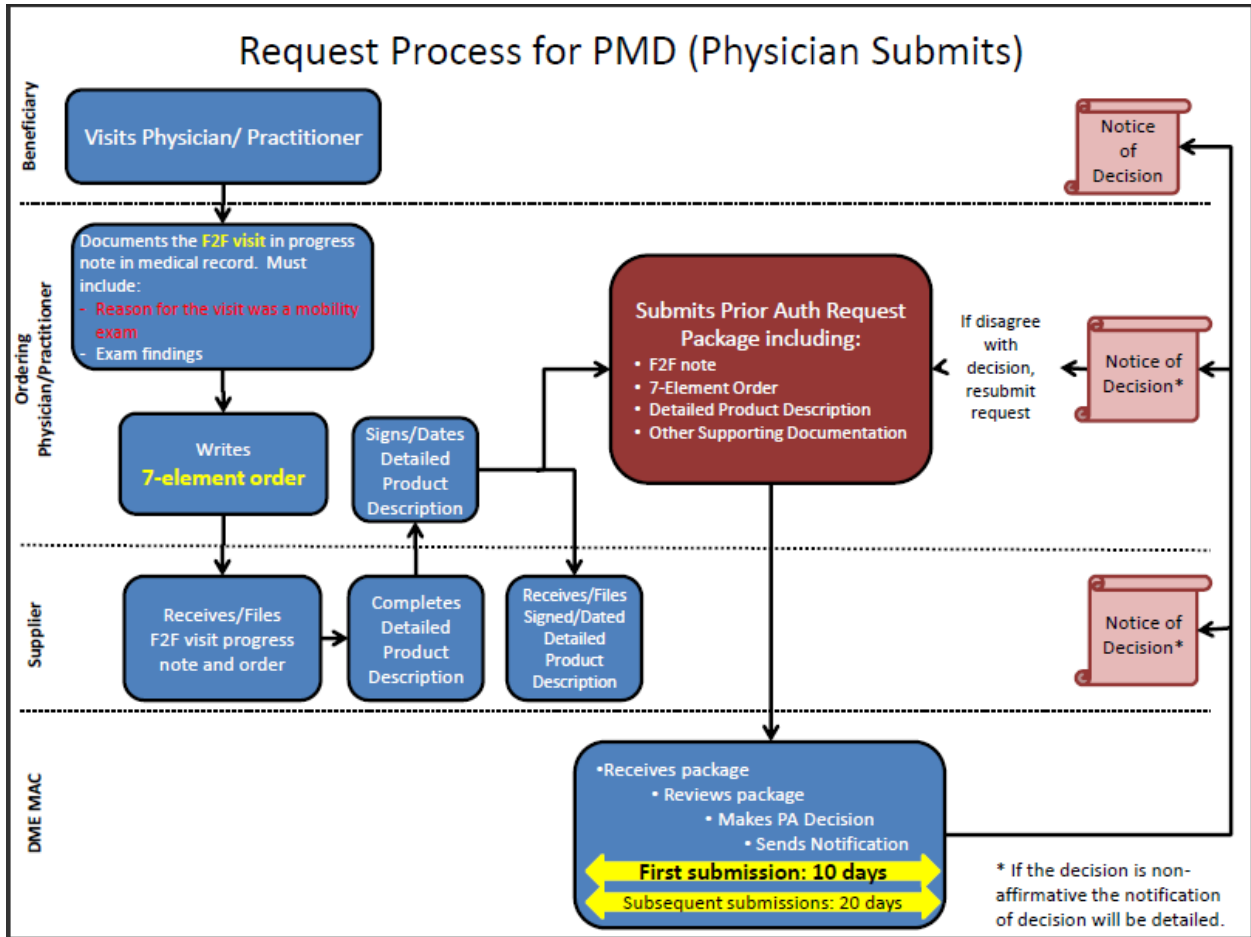 Request Process for PMD (Physician Submits)
Beneficiary
Visits Physician/ Practitioner
Notice
of
Decision
Ordering
Physician/Practitioner
Documents the F2F visit in progress
note in medical record.  Must
include:
- Reason for the visit was a mobility
exam
- Exam findings
Writes
7-element order
Signs/Dates
Detailed
Product
Description
Submits Prior Auth Request
Package including:
• F2F note
• 7-Element Order
• Detailed Product Description
• Other Supporting Documentation
If disagree
with
decision,
resubmit
request
Notice of
Decision*
Supplier
Receives/Files
F2F visit progress
note and order
Completes
Detailed
Product
Description
Receives/Files
Signed/Dated
Detailed
Product
Description
Notice of
Decision*
DME MAC
•Receives package
• Reviews package
• Makes PA Decision
• Sends Notification
First submission: 10 days
Subsequent submissions: 20 days
* If the decision is non-
affirmative the notification
of decision will be detailed.